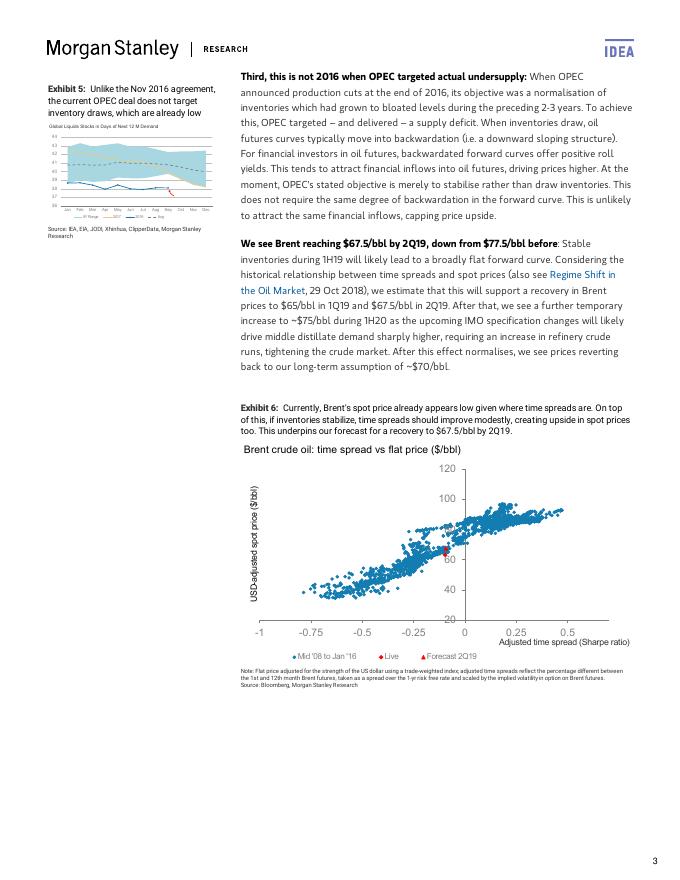 Morgan Stanley | RESEARCH
IDEA
Exhibit 5: Unlike the Nov 2016 agreement,
the current OPEC deal does not target
inventory draws, which are already low
Global Liquids Stocks in Days of Next 12 M Demand
44
43
42
41
40
39
38
37
36
Jan Feb Mar Apr May Jun Jul Aug Sep Oct Nov Dec
2017 2018 Avg
Source: IEA, EIA, JODI, Xhinhua, ClipperData, Morgan Stanley
Research
Third, this is not 2016 when OPEC targeted actual undersupply: When OPEC
announced production cuts at the end of 2016, its objective was a normalisation of
inventories which had grown to bloated levels during the preceding 2-3 years. To achieve
this, OPEC targeted – and delivered – a supply deficit. When inventories draw, oil
futures curves typically move into backwardation (i.e. a downward sloping structure).
For financial investors in oil futures, backwardated forward curves offer positive roll
yields. This tends to attract financial inflows into oil futures, driving prices higher. At the
moment, OPEC's stated objective is merely to stabilise rather than draw inventories. This
does not require the same degree of backwardation in the forward curve. This is unlikely
to attract the same financial inflows, capping price upside.
We see Brent reaching $67.5/bbl by 2Q19, down from $77.5/bbl before: Stable
inventories during 1H19 will likely lead to a broadly flat forward curve. Considering the
historical relationship between time spreads and spot prices (also see Regime Shift in
the Oil Market, 29 Oct 2018), we estimate that this will support a recovery in Brent
prices to $65/bbl in 1Q19 and $67.5/bbl in 2Q19. After that, we see a further temporary
increase to ~$75/bbl during 1H20 as the upcoming IMO specification changes will likely
drive middle distillate demand sharply higher, requiring an increase in refinery crude
runs, tightening the crude market. After this effect normalises, we see prices reverting
back to our long-term assumption of ~$70/bbl.
Exhibit 6: Currently, Brent's spot price already appears low given where time spreads are. On top
of this, if inventories stabilize, time spreads should improve modestly, creating upside in spot prices
too. This underpins our forecast for a recovery to $67.5/bbl by 2Q19.
Brent crude oil: time spread vs flat price ($/bbl)
USD-adjusted spot price ($/bbl)
120
100
80
60
40
20
-1 -0.75 -0.5 -0.25 0 0.25 0.5
Adjusted time spread (Sharpe ratio)
Mid '08 to Jan '16 Live Forecast 2Q19
Note: Flat price adjusted for the strength of the US dollar using a trade-weighted index; adjusted time spreads reflect the percentage different between
the 1st and 12th month Brent futures, taken as a spread over the 1-yr risk free rate and scaled by the implied volatility in option on Brent futures.
Source: Bloomberg, Morgan Stanley Research
3